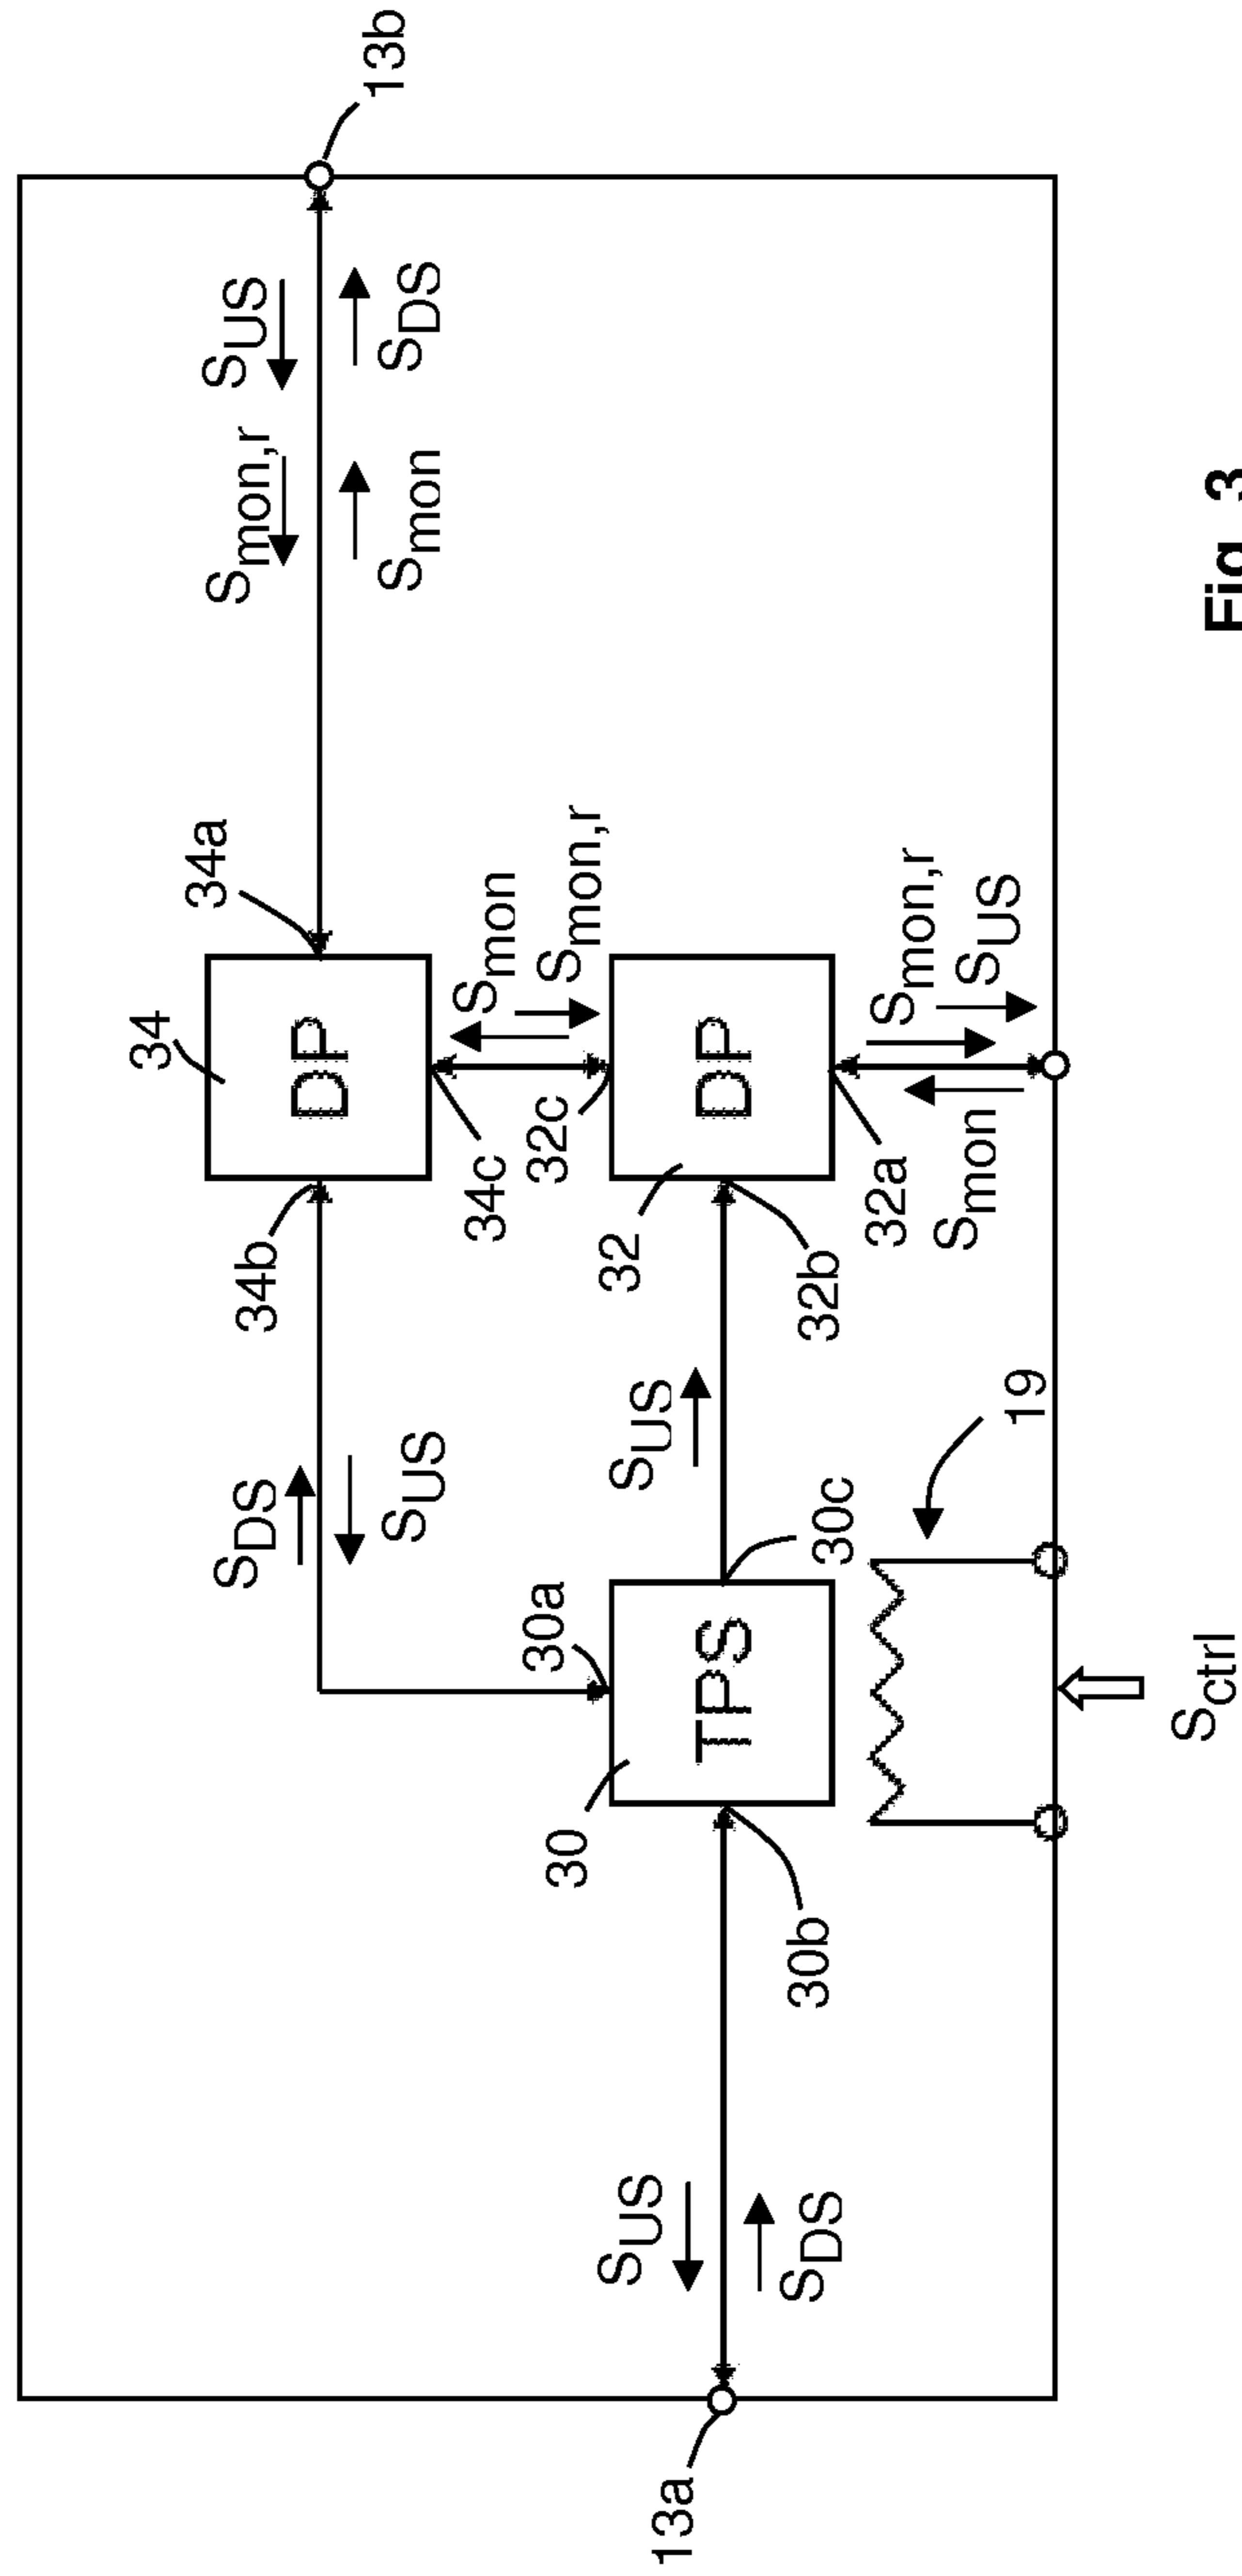 34
34a
S_US
S_mon,r
13b
DP
S_mon
S_DS
34b
S_DS
S_US
34c
S_mon
S_mon,r
32c
32
DP
S_US
30a
30
TPS
30c
32b
32a
S_mon,r
S_US
S_mon
S_US
S_DS
13a
30b
19
S_ctrl
Fig. 3